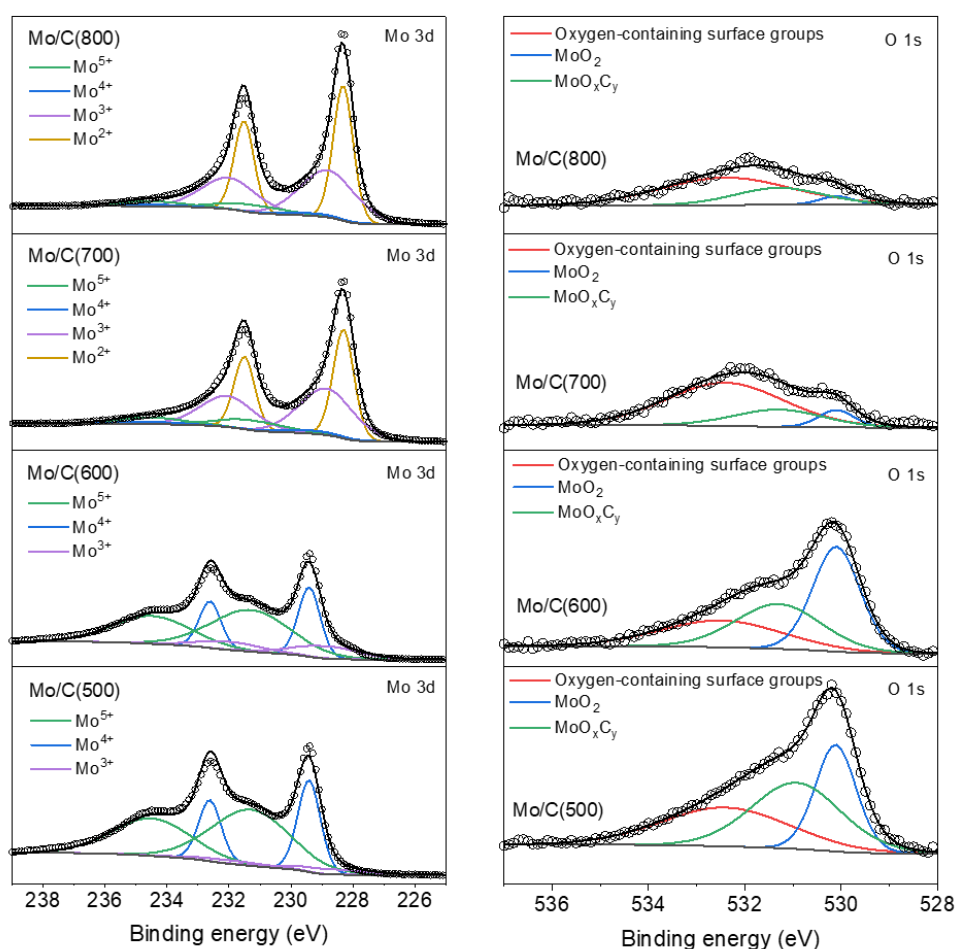 Mo/C(800)
Mo 3d
Mo⁵⁺
Mo⁴⁺
Mo³⁺
Mo²⁺
Mo/C(700)
Mo 3d
Mo⁵⁺
Mo⁴⁺
Mo³⁺
Mo²⁺
Mo/C(600)
Mo 3d
Mo⁵⁺
Mo⁴⁺
Mo³⁺
Mo/C(500)
Mo 3d
Mo⁵⁺
Mo⁴⁺
Mo³⁺
238 236 234 232 230 228 226
Binding energy (eV)
Oxygen-containing surface groups
O 1s
MoO₂
MoOₓCᵧ
Mo/C(800)
Oxygen-containing surface groups
O 1s
MoO₂
MoOₓCᵧ
Mo/C(700)
Oxygen-containing surface groups
O 1s
MoO₂
MoOₓCᵧ
Mo/C(600)
Oxygen-containing surface groups
O 1s
MoO₂
MoOₓCᵧ
Mo/C(500)
536 534 532 530 528
Binding energy (eV)